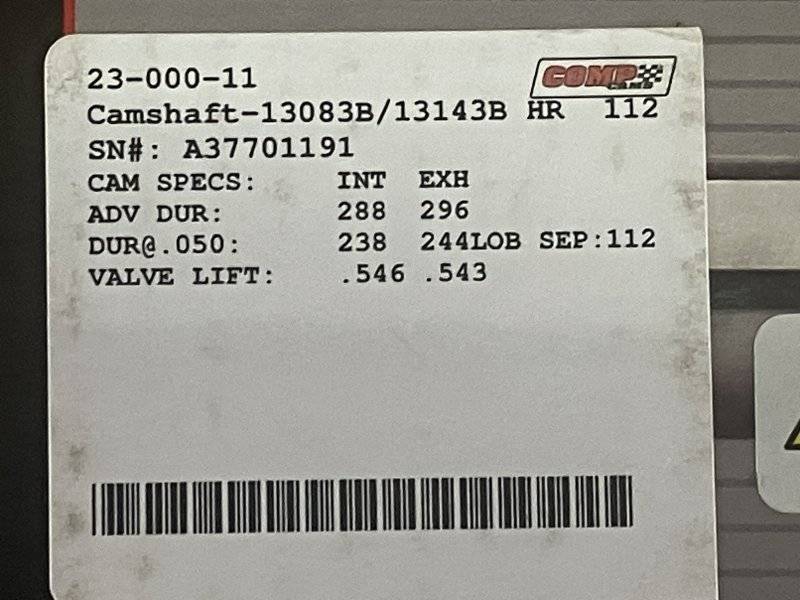 23-000-11
COMP CAMS
Camshaft-13083B/13143B HR 112
SN#: A37701191
CAM SPECS: INT EXH
ADV DUR: 288 296
DUR@.050: 238 244LOB SEP:112
VALVE LIFT: .546 .543